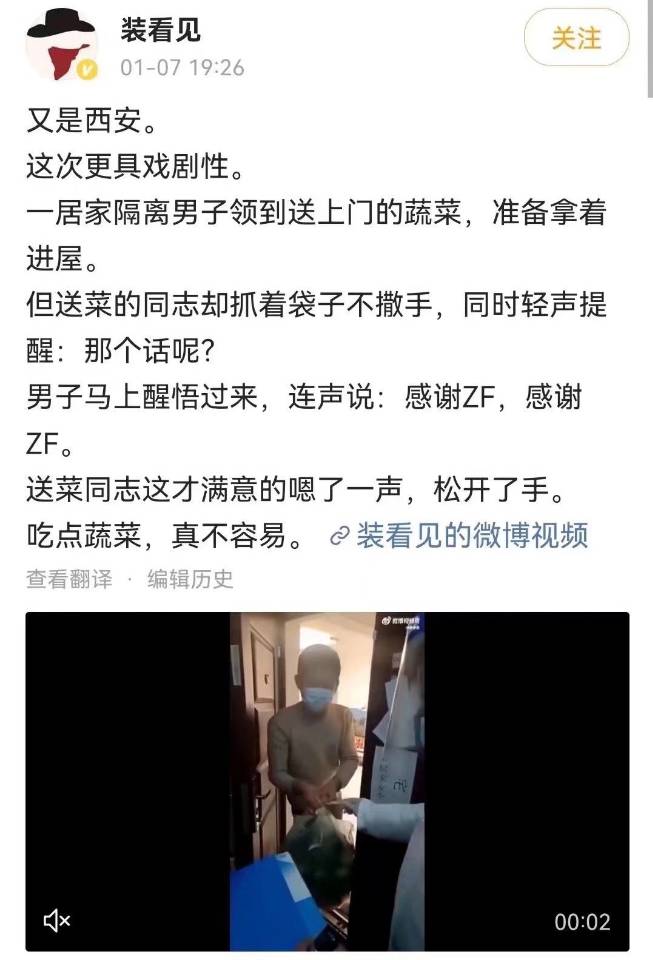 装看见
01-07 19:26
关注
又是西安。
这次更具戏剧性。
一居家隔离男子领到送上门的蔬菜，准备拿着
进屋。
但送菜的同志却抓着袋子不撒手，同时轻声提
醒：那个话呢？
男子马上醒悟过来，连声说：感谢ZF，感谢
ZF。
送菜同志这才满意的嗯了一声，松开了手。
吃点蔬菜，真不容易。 装看见的微博视频
查看翻译 · 编辑历史
00:02